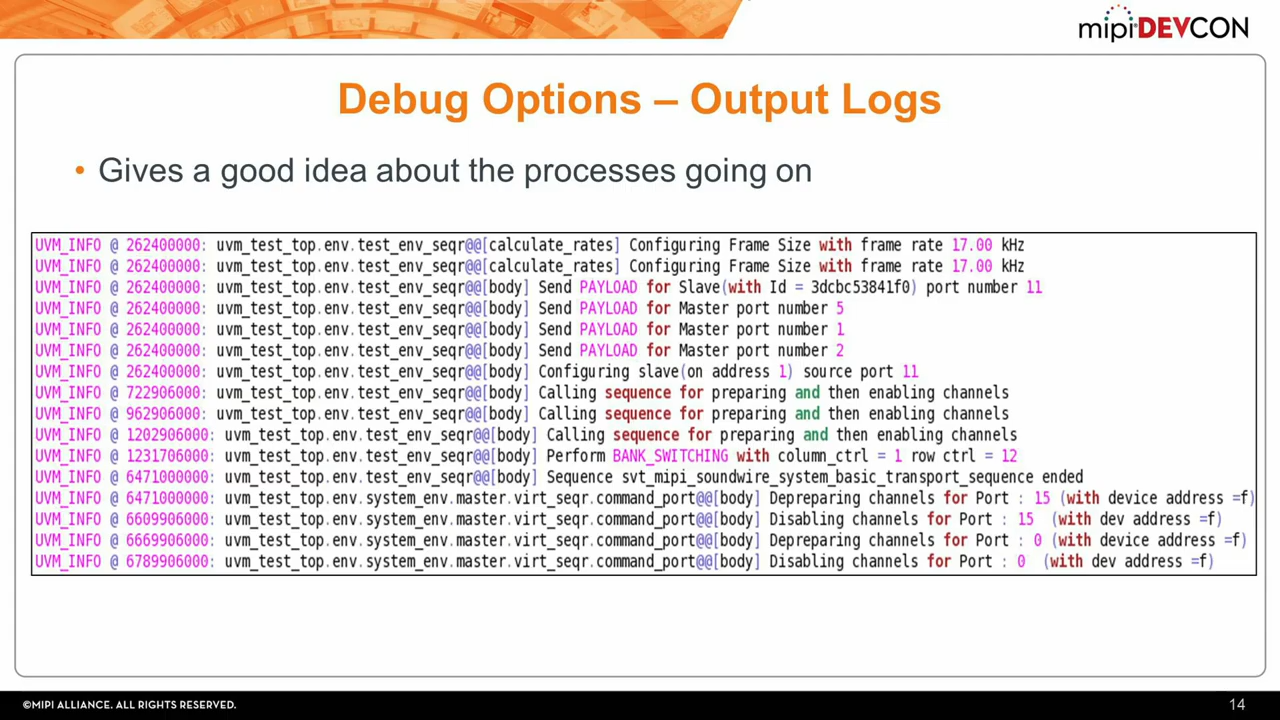 mipi DEVCON
Debug Options – Output Logs
• Gives a good idea about the processes going on
UVM_INFO @ 262400000: uvm_test_top.env.test_env_seqr@@[calculate_rates] Configuring Frame Size with frame rate 17.00 kHz
UVM_INFO @ 262400000: uvm_test_top.env.test_env_seqr@@[calculate_rates] Configuring Frame Size with frame rate 17.00 kHz
UVM_INFO @ 262400000: uvm_test_top.env.test_env_seqr@@[body] Send PAYLOAD for Slave(with Id = 3dcbc53841f0) port number 11
UVM_INFO @ 262400000: uvm_test_top.env.test_env_seqr@@[body] Send PAYLOAD for Master port number 5
UVM_INFO @ 262400000: uvm_test_top.env.test_env_seqr@@[body] Send PAYLOAD for Master port number 1
UVM_INFO @ 262400000: uvm_test_top.env.test_env_seqr@@[body] Send PAYLOAD for Master port number 2
UVM_INFO @ 262400000: uvm_test_top.env.test_env_seqr@@[body] Configuring slave(on address 1) source port 11
UVM_INFO @ 722906000: uvm_test_top.env.test_env_seqr@@[body] Calling sequence for preparing and then enabling channels
UVM_INFO @ 962906000: uvm_test_top.env.test_env_seqr@@[body] Calling sequence for preparing and then enabling channels
UVM_INFO @ 1202906000: uvm_test_top.env.test_env_seqr@@[body] Calling sequence for preparing and then enabling channels
UVM_INFO @ 1231706000: uvm_test_top.env.test_env_seqr@@[body] Perform BANK_SWITCHING with column_ctrl = 1 row ctrl = 12
UVM_INFO @ 6471000000: uvm_test_top.env.test_env_seqr@@[body] Sequence svt_mipi_soundwire_system_basic_transport_sequence ended
UVM_INFO @ 6471000000: uvm_test_top.env.system_env.master.virt_seqr.command_port@@[body] Depreparing channels for Port : 15 (with device address =f)
UVM_INFO @ 6609906000: uvm_test_top.env.system_env.master.virt_seqr.command_port@@[body] Disabling channels for Port : 15 (with dev address =f)
UVM_INFO @ 6669906000: uvm_test_top.env.system_env.master.virt_seqr.command_port@@[body] Depreparing channels for Port : 0 (with device address =f)
UVM_INFO @ 6789906000: uvm_test_top.env.system_env.master.virt_seqr.command_port@@[body] Disabling channels for Port : 0 (with dev address =f)
©MIPI ALLIANCE. ALL RIGHTS RESERVED.
14